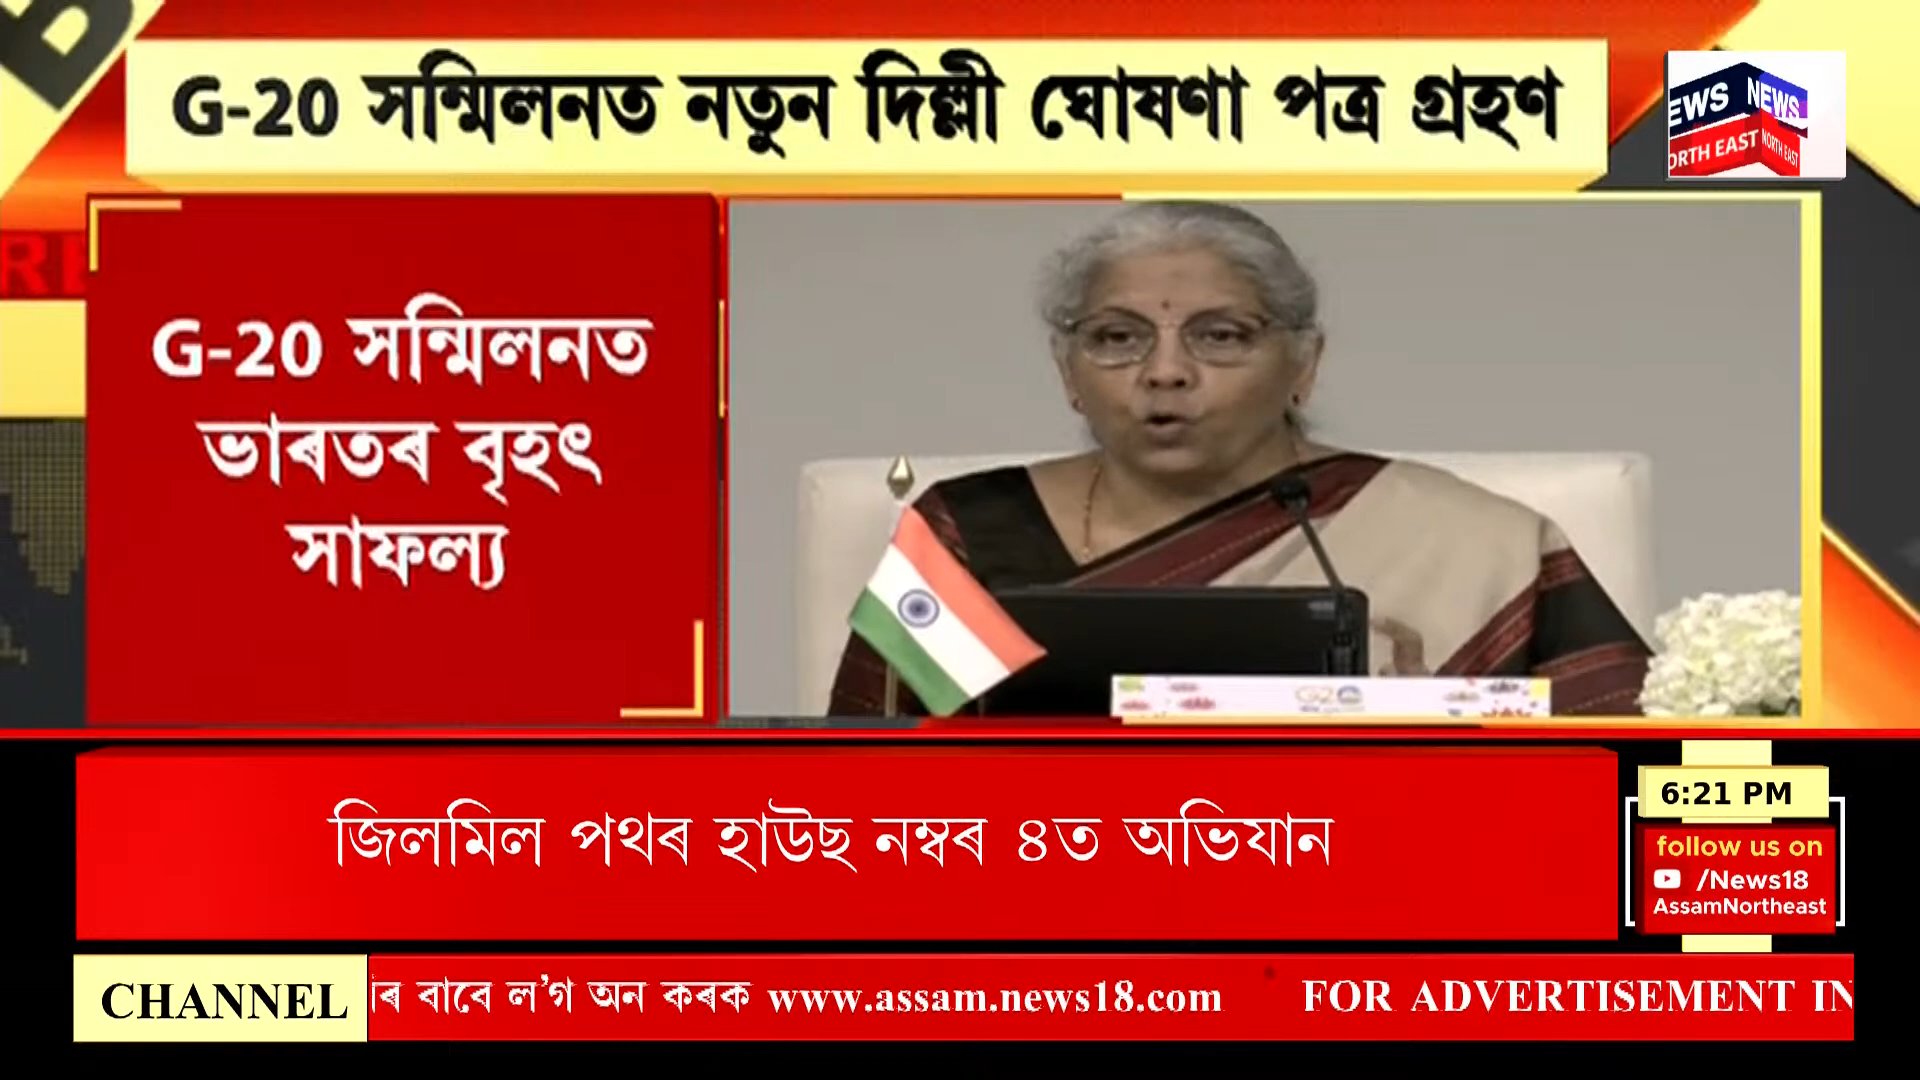 G-20 সন্মিলনত নতুন দিল্লী ঘোষণা পত্ৰ গ্ৰহণ
EWS NEWS
ORTH EAST NORTH EAST
G-20 সন্মিলনত
ভাৰতৰ বৃহৎ
সাফল্য
জিলমিল পথৰ হাউছ নম্বৰ ৪ত অভিযান
6:21 PM
follow us on
/News18
AssamNortheast
CHANNEL
ৰ বাবে ল'গ অন কৰক www.assam.news18.com FOR ADVERTISEMENT IN